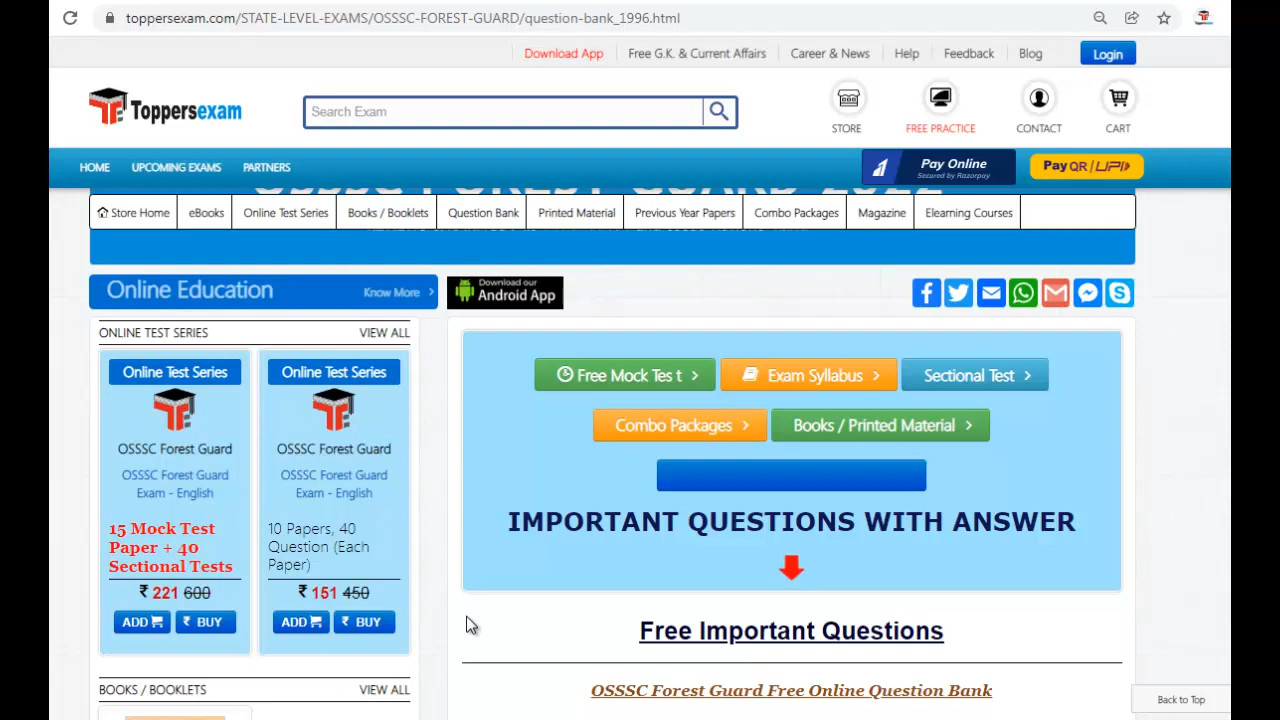 toppersexam.com/STATE-LEVEL-EXAMS/OSSSC-FOREST-GUARD/question-bank_1996.html
Download App
Free G.K. & Current Affairs
Career & News
Help
Feedback
Blog
Login
Toppersexam
Search Exam
STORE
FREE PRACTICE
CONTACT
CART
HOME
UPCOMING EXAMS
PARTNERS
Pay Online
Secured by Razorpay
Pay QR/UPI
OSSSC FOREST GUARD 2022
Store Home
eBooks
Online Test Series
Books / Booklets
Question Bank
Printed Material
Previous Year Papers
Combo Packages
Magazine
Elearning Courses
Online Education
Know More
Download our
Android App
ONLINE TEST SERIES
VIEW ALL
Online Test Series
OSSSC Forest Guard
OSSSC Forest Guard
Exam - English
15 Mock Test
Paper + 40
Sectional Tests
₹ 221 600
ADD
₹ BUY
Online Test Series
OSSSC Forest Guard
OSSSC Forest Guard
Exam - English
10 Papers, 40
Question (Each
Paper)
₹ 151 450
ADD
₹ BUY
BOOKS / BOOKLETS
VIEW ALL
Free Mock Tes t
Exam Syllabus
Sectional Test
Combo Packages
Books / Printed Material
IMPORTANT QUESTIONS WITH ANSWER
Free Important Questions
OSSSC Forest Guard Free Online Question Bank
Back to Top